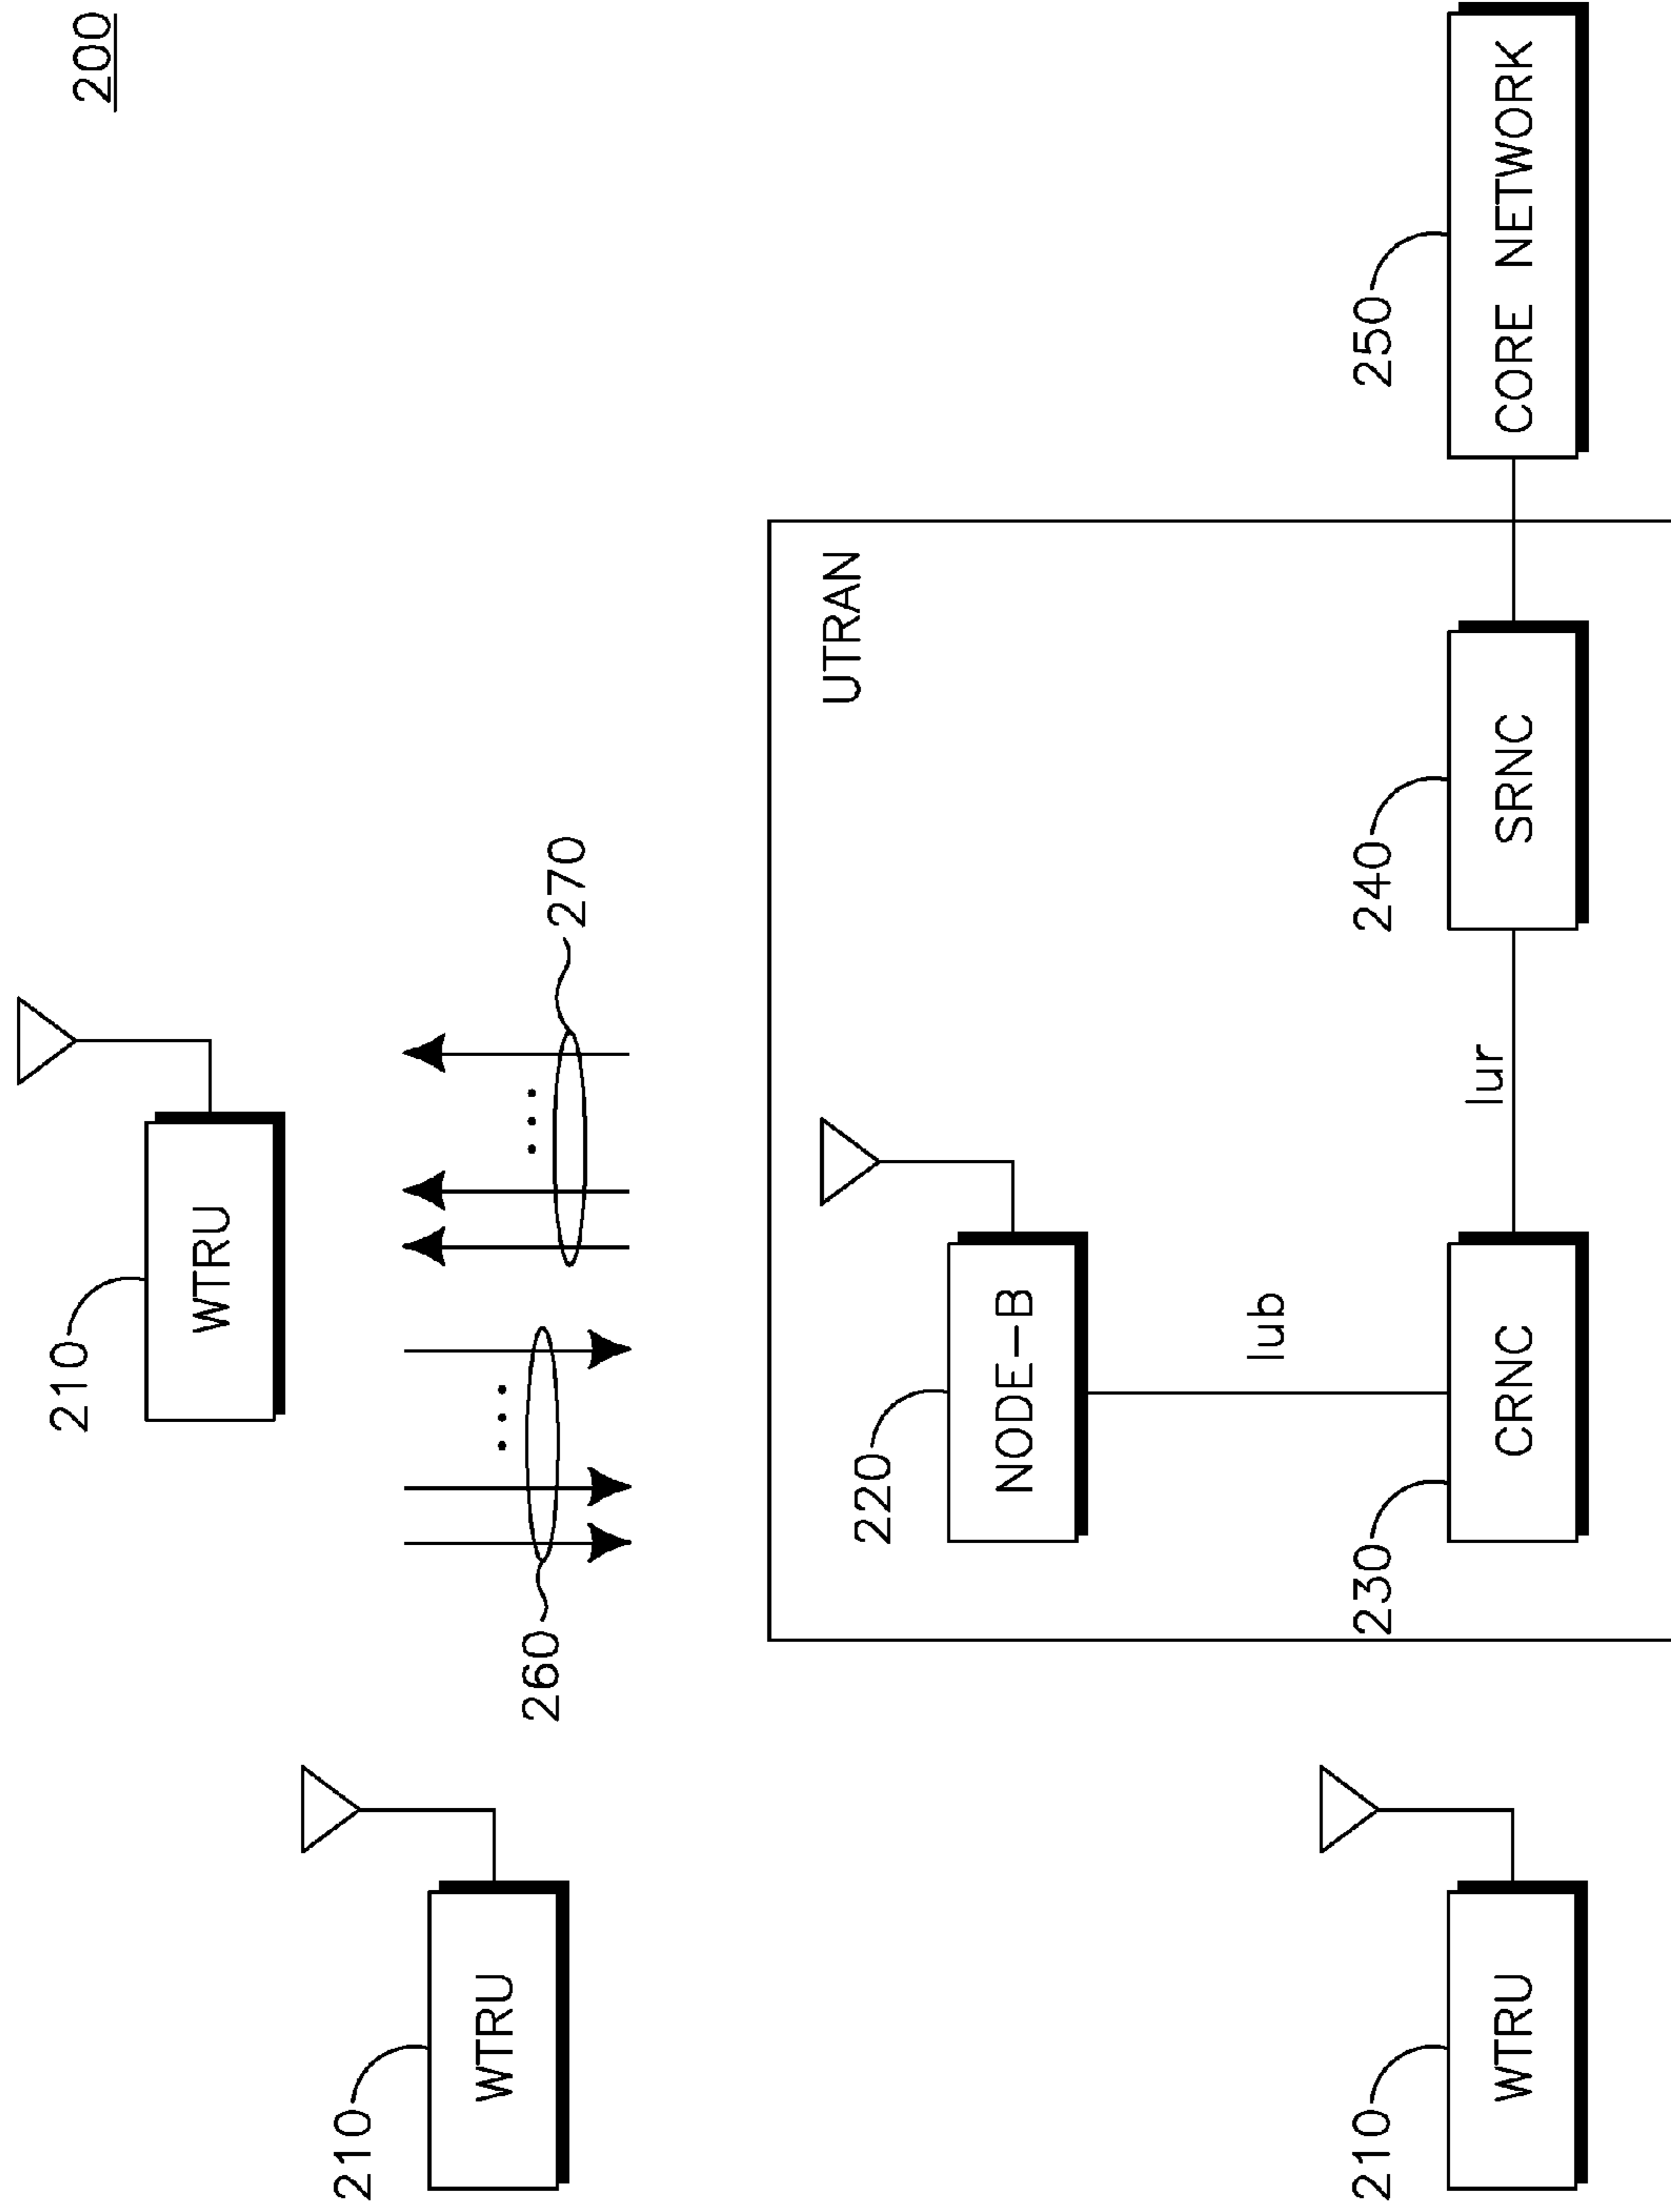 200
210
WTRU
210
WTRU
260
270
UTRAN
220
NODE-B
Iub
210
WTRU
230
CRNC
Iur
240
SRNC
250
CORE NETWORK